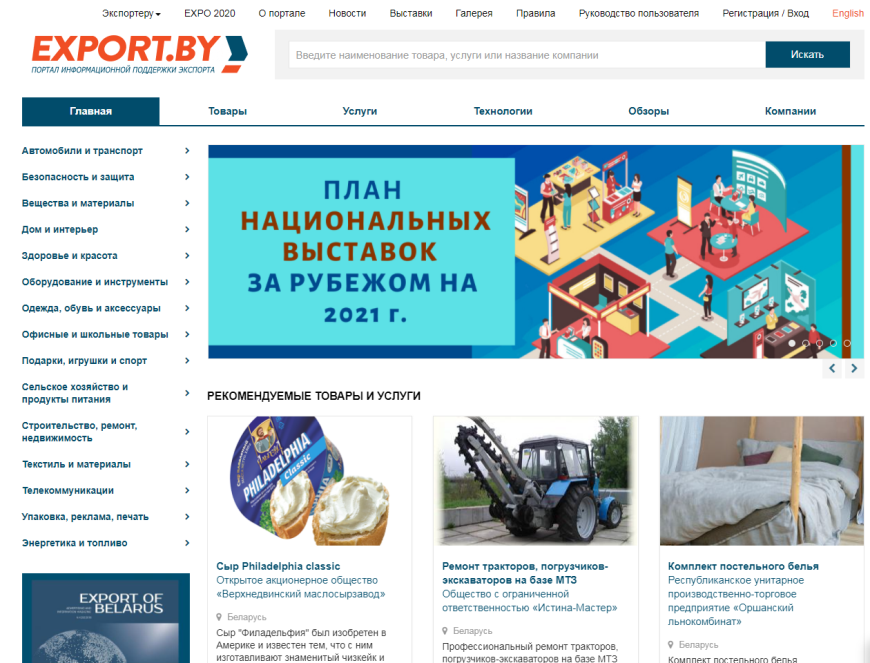 Экспортеру
EXPO 2020
О портале
Новости
Выставки
Галерея
Правила
Руководство пользователя
Регистрация / Вход
English
EXPORT.BY
ПОРТАЛ ИНФОРМАЦИОННОЙ ПОДДЕРЖКИ ЭКСПОРТА
Введите наименование товара, услуги или название компании
Искать
Главная
Товары
Услуги
Технологии
Обзоры
Компании
Автомобили и транспорт
Безопасность и защита
Вещества и материалы
Дом и интерьер
Здоровье и красота
Оборудование и инструменты
Одежда, обувь и аксессуары
Офисные и школьные товары
Подарки, игрушки и спорт
Сельское хозяйство и
продукты питания
Строительство, ремонт,
недвижимость
Текстиль и материалы
Телекоммуникации
Упаковка, реклама, печать
Энергетика и топливо
EXPORT OF
BELARUS
ПЛАН
НАЦИОНАЛЬНЫХ
ВЫСТАВОК
ЗА РУБЕЖОМ НА
2021 г.
РЕКОМЕНДУЕМЫЕ ТОВАРЫ И УСЛУГИ
PHILADELPHIA
classic
Сыр Philadelphia classic
Открытое акционерное общество
«Верхнедвинский маслосырзавод»
Беларусь
Сыр "Филадельфия" был изобретен в
Америке и известен тем, что с ним
изготавливают знаменитый чизкейк и
Ремонт тракторов, погрузчиков-
экскаваторов на базе МТЗ
Общество с ограниченной
ответственностью «Истина-Мастер»
Беларусь
Профессиональный ремонт тракторов,
погрузчиков-экскаваторов на базе МТЗ
Комплект постельного белья
Республиканское унитарное
производственно-торговое
предприятие «Оршанский
льнокомбинат»
Беларусь
Комплект постельного белья